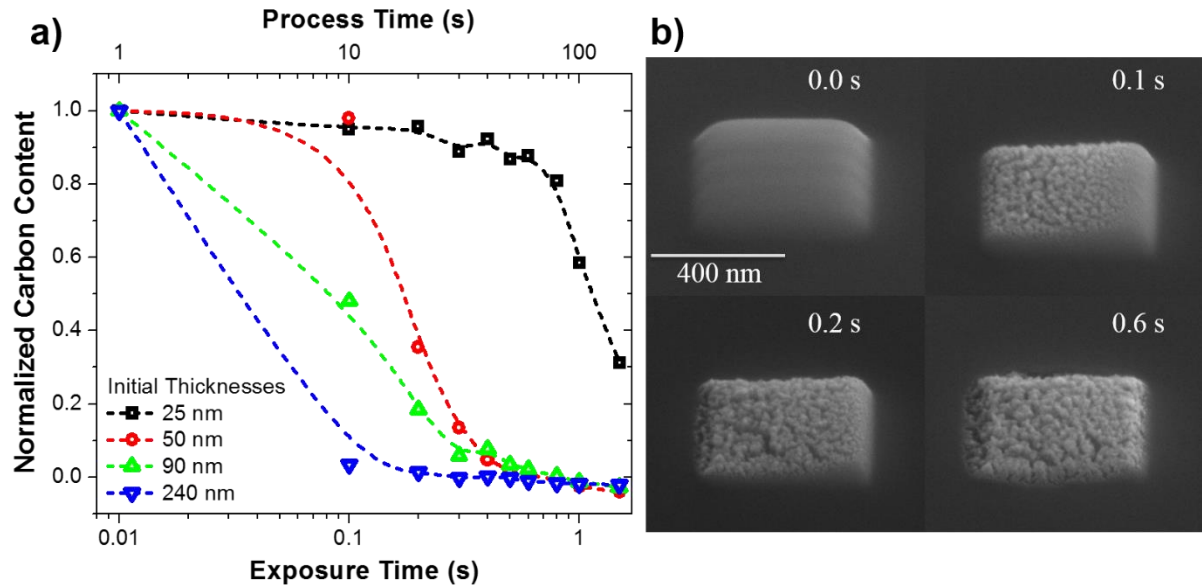 a)
Process Time (s)
1
10
100
Normalized Carbon Content
1.0
0.8
0.6
0.4
0.2
0.0
Initial Thicknesses
25 nm
50 nm
90 nm
240 nm
0.01
0.1
1
Exposure Time (s)
b)
0.0 s
0.1 s
400 nm
0.2 s
0.6 s